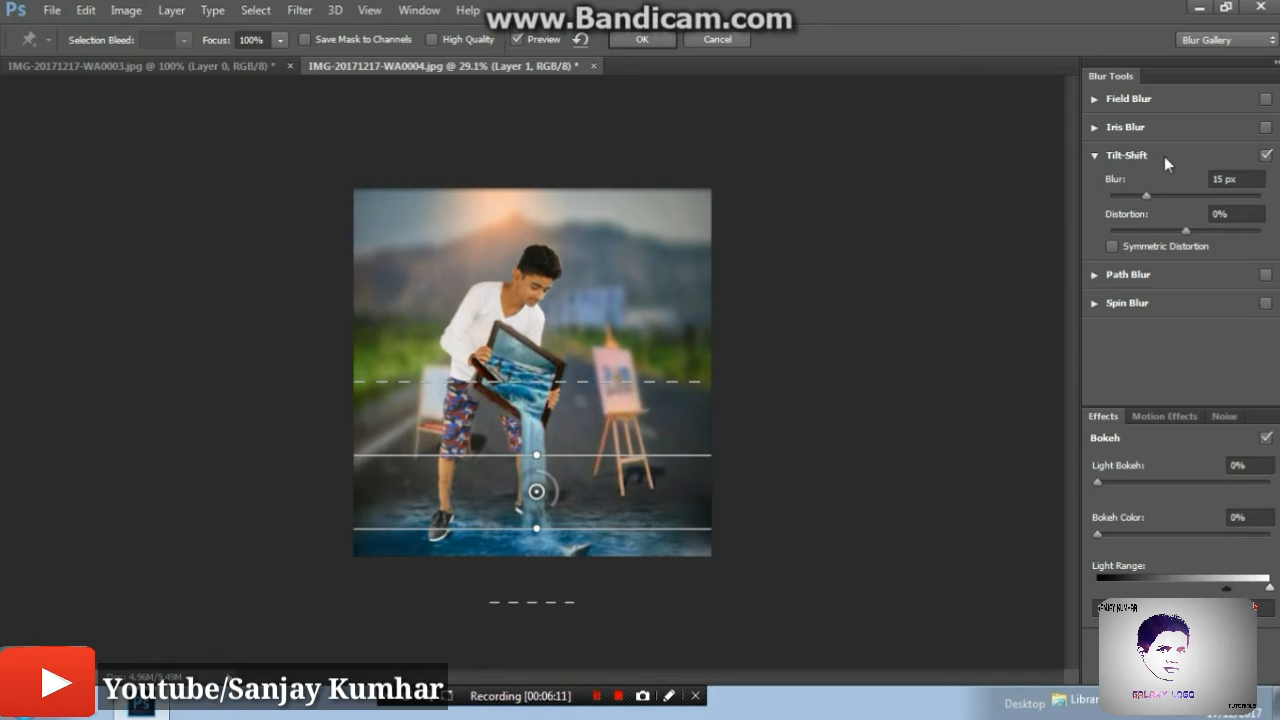 Ps File Edit Image Layer Type Select Filter 3D View Window Help
www.Bandicam.com
Selection Bleed: Focus: 100% Save Mask to Channels High Quality Preview OK Cancel Blur Gallery
IMG-20171217-WA0003.jpg @ 100% (Layer 0, RGB/8) * × IMG-20171217-WA0004.jpg @ 29.1% (Layer 1, RGB/8) * ×
Blur Tools
Field Blur
Iris Blur
Tilt-Shift
Blur: 15 px
Distortion: 0%
Symmetric Distortion
Path Blur
Spin Blur
Effects Motion Effects Noise
Bokeh
Light Bokeh: 0%
Bokeh Color: 0%
Light Range:
GALAXY LOGO
TUTORIALS
Youtube/Sanjay Kumhar
Recording [00:06:11]
Ps
Desktop